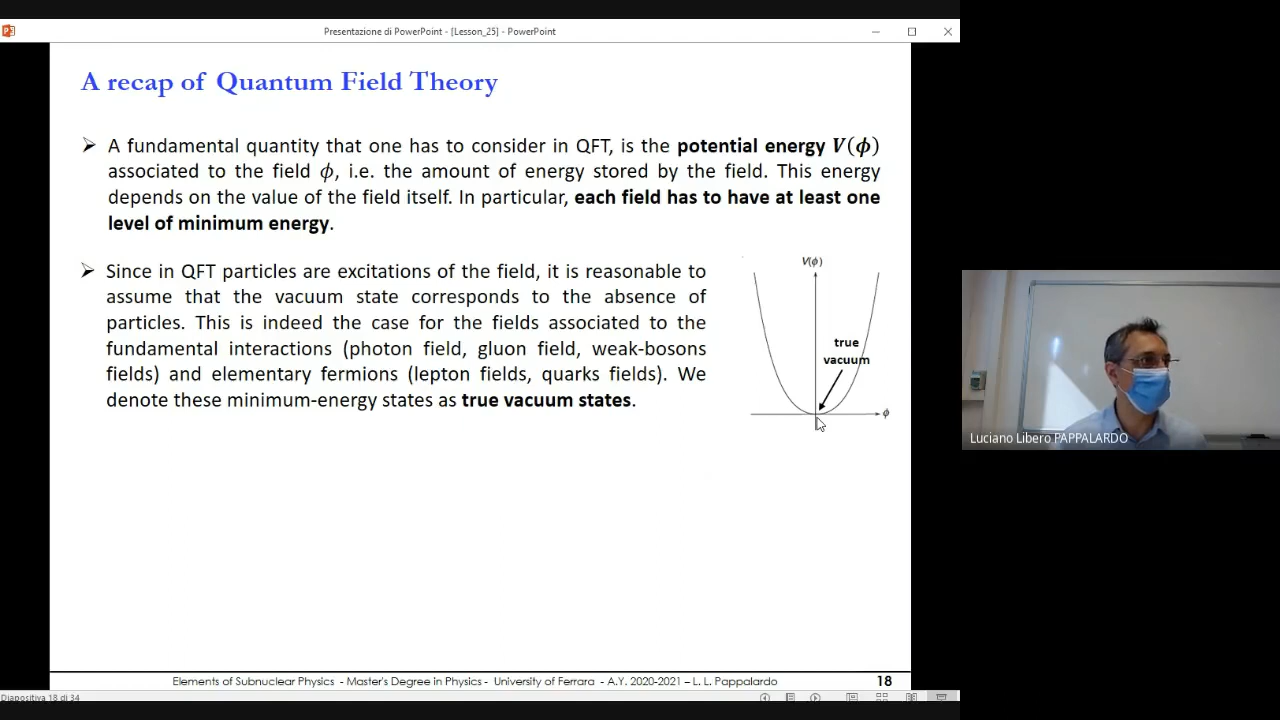 Presentazione di PowerPoint - [Lesson_25] - PowerPoint
A recap of Quantum Field Theory
➢ A fundamental quantity that one has to consider in QFT, is the potential energy V(ϕ)
associated to the field ϕ, i.e. the amount of energy stored by the field. This energy
depends on the value of the field itself. In particular, each field has to have at least one
level of minimum energy.
➢ Since in QFT particles are excitations of the field, it is reasonable to
assume that the vacuum state corresponds to the absence of
particles. This is indeed the case for the fields associated to the
fundamental interactions (photon field, gluon field, weak-bosons
fields) and elementary fermions (lepton fields, quarks fields). We
denote these minimum-energy states as true vacuum states.
V(ϕ)
true
vacuum
ϕ
Luciano Libero PAPPALARDO
Elements of Subnuclear Physics - Master's Degree in Physics - University of Ferrara - A.Y. 2020-2021 – L. L. Pappalardo
18
Diapositiva 18 di 34